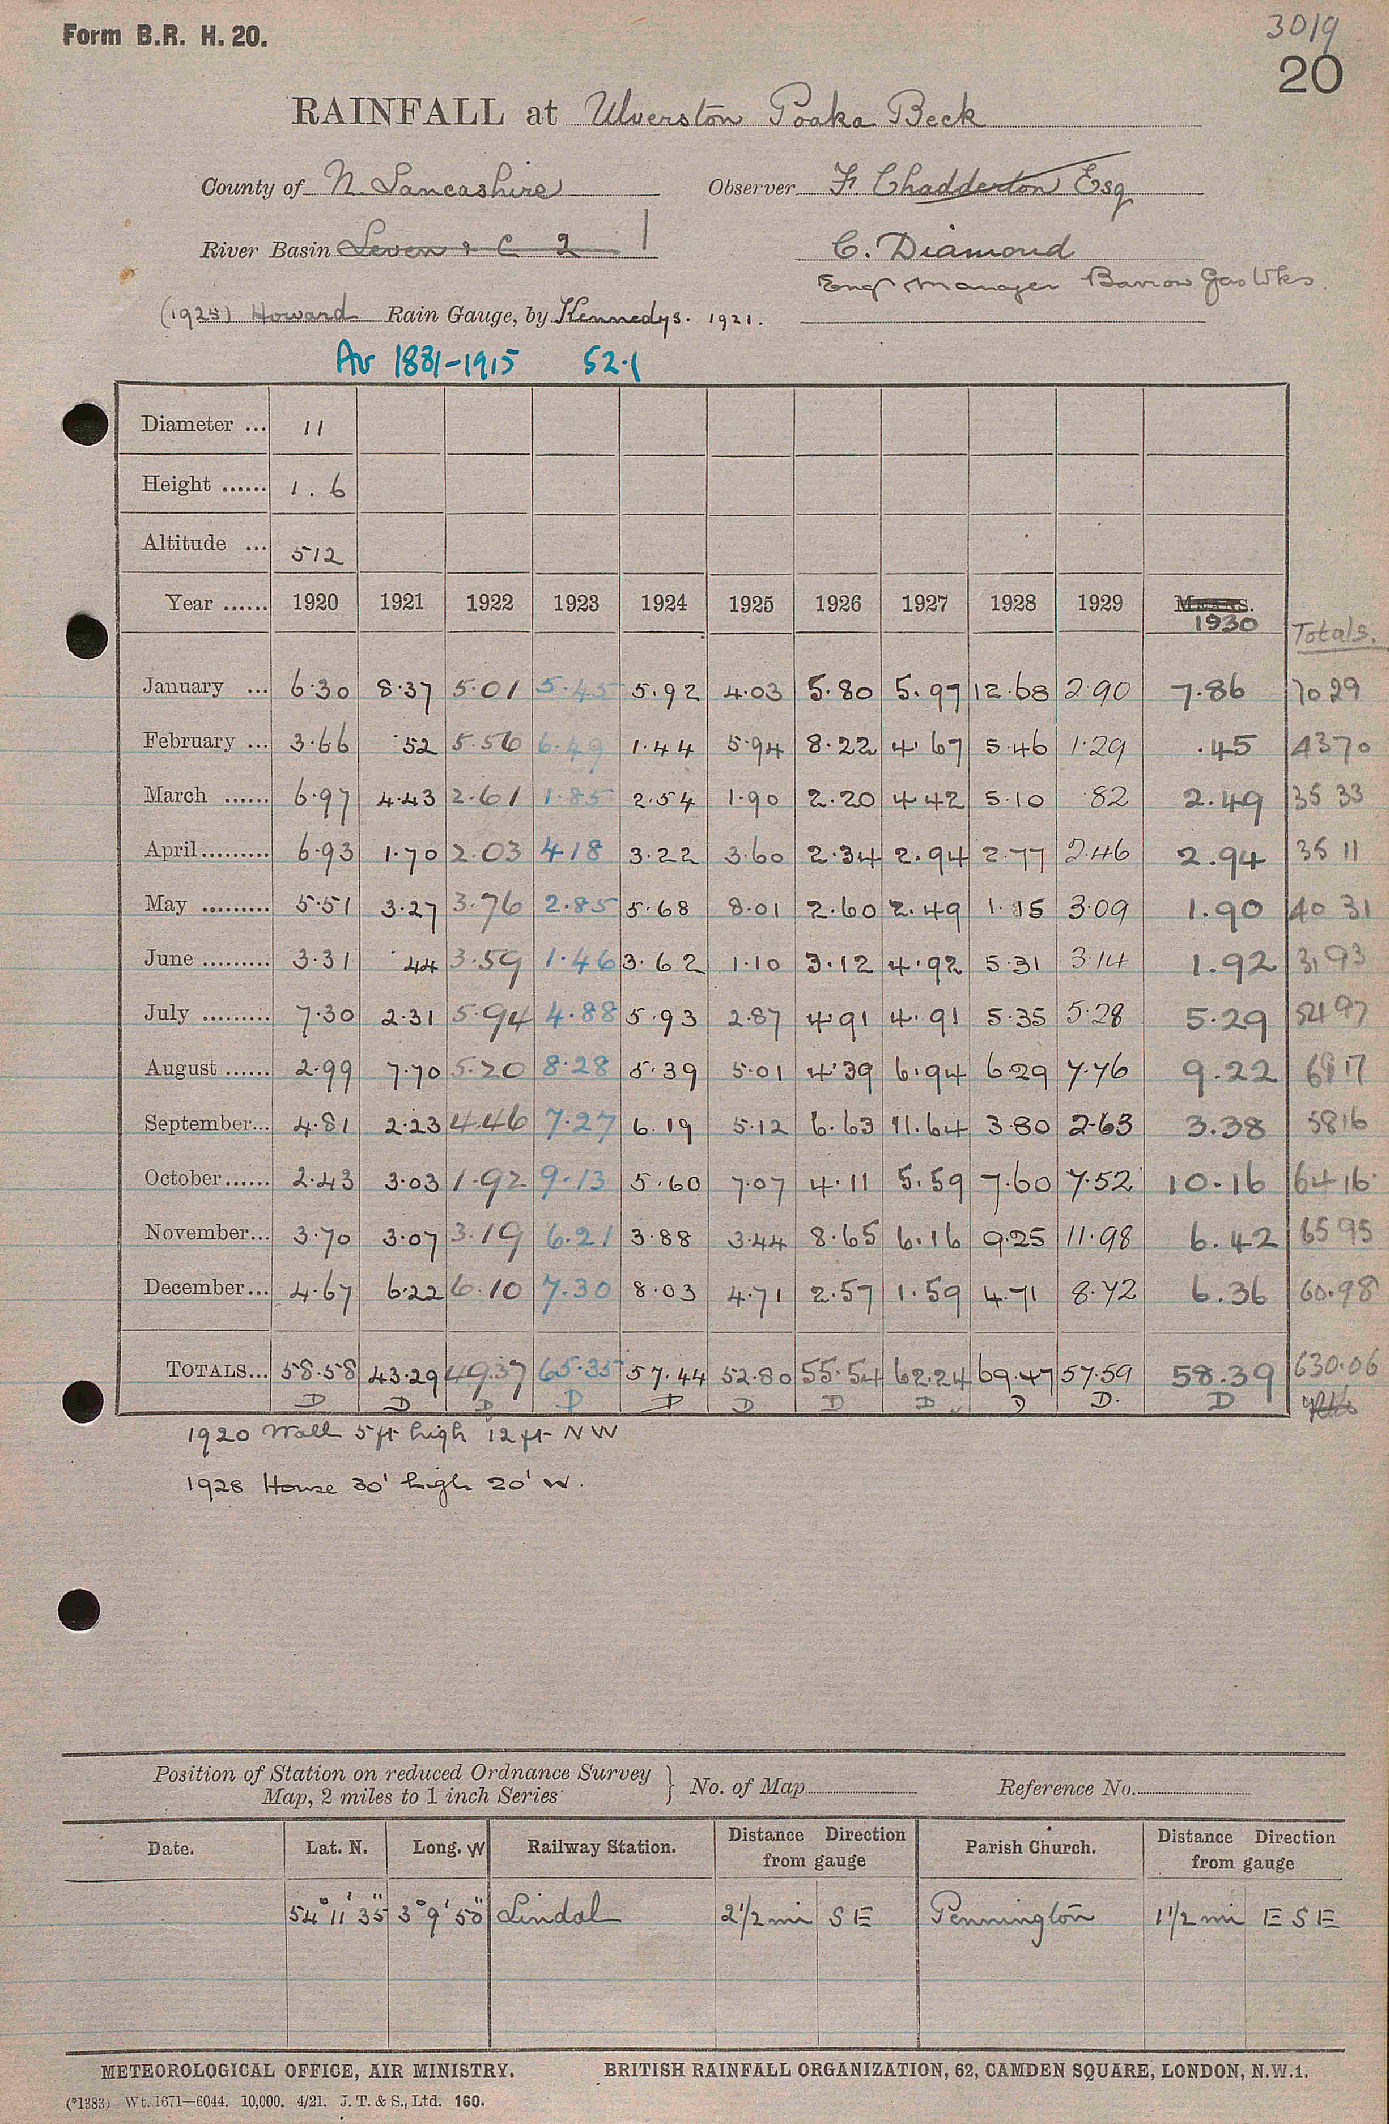 Form B.R. H. 20.
3019
20
RAINFALL at Ulverston Poaka Beck
County of N. Lancashire Observer F. Chadderton Esq
River Basin Leven & C 2 1 C. Diamond
Engr Manager Barrow Gas Wks.
(1925) Howard Rain Gauge, by Kennedys. 1921.
Av 1881-1915 52.1
Diameter ... 11
Height ...... 1.6
Altitude ... 512
Year ...... 1920 1921 1922 1923 1924 1925 1926 1927 1928 1929 MEANS. 1930 Totals.
January ... 6.30 8.37 5.01 5.45 5.92 4.03 5.80 5.97 12.68 2.90 7.86 70 29
February ... 3.66 .52 5.56 6.49 1.44 5.94 8.22 4.67 5.46 1.29 .45 43 70
March ...... 6.97 4.43 2.61 1.85 2.54 1.90 2.20 4.42 5.10 .82 2.49 35 33
April ......... 6.93 1.70 2.03 4.18 3.22 3.60 2.34 2.94 2.77 2.46 2.94 35 11
May ......... 5.51 3.27 3.76 2.85 5.68 8.01 2.60 2.49 1.15 3.09 1.90 40 31
June ......... 3.31 .44 3.59 1.46 3.62 1.10 3.12 4.92 5.31 3.14 1.92 31 93
July ......... 7.30 2.31 5.94 4.88 5.93 2.87 4.91 4.91 5.35 5.28 5.29 54 97
August ...... 2.99 7.70 5.20 8.28 5.39 5.01 4.39 6.94 6.29 7.76 9.22 69 17
September... 4.81 2.23 4.46 7.27 6.19 5.12 6.63 11.64 3.80 2.63 3.38 58 16
October...... 2.43 3.03 1.92 9.13 5.60 7.07 4.11 5.59 7.60 7.52 10.16 64 16
November... 3.70 3.07 3.19 6.21 3.88 3.44 8.65 6.16 9.25 11.98 6.42 65 95
December... 4.67 6.22 6.10 7.30 8.03 4.71 2.57 1.59 4.71 8.72 6.36 60.98
TOTALS... 58.58 43.29 49.37 65.35 57.44 52.80 55.54 62.24 69.47 57.59 58.39 630.06
D D D D D D D D D D. D
1920 Wall 5 ft high 12 ft NW
1928 House 30' high 20' W.
Position of Station on reduced Ordnance Survey
Map, 2 miles to 1 inch Series } No. of Map Reference No.
Date. Lat. N. Long. W Railway Station. Distance from gauge Direction Parish Church. Distance from gauge Direction
54° 11' 35" 3° 9' 50" Lindal 2 1/2 mi S E Pennington 1 1/2 mi E S E
METEOROLOGICAL OFFICE, AIR MINISTRY. BRITISH RAINFALL ORGANIZATION, 62, CAMDEN SQUARE, LONDON, N.W.1.
(*1383) Wt. 1671—6044. 10,000. 4/21. J. T. & S., Ltd. 160.